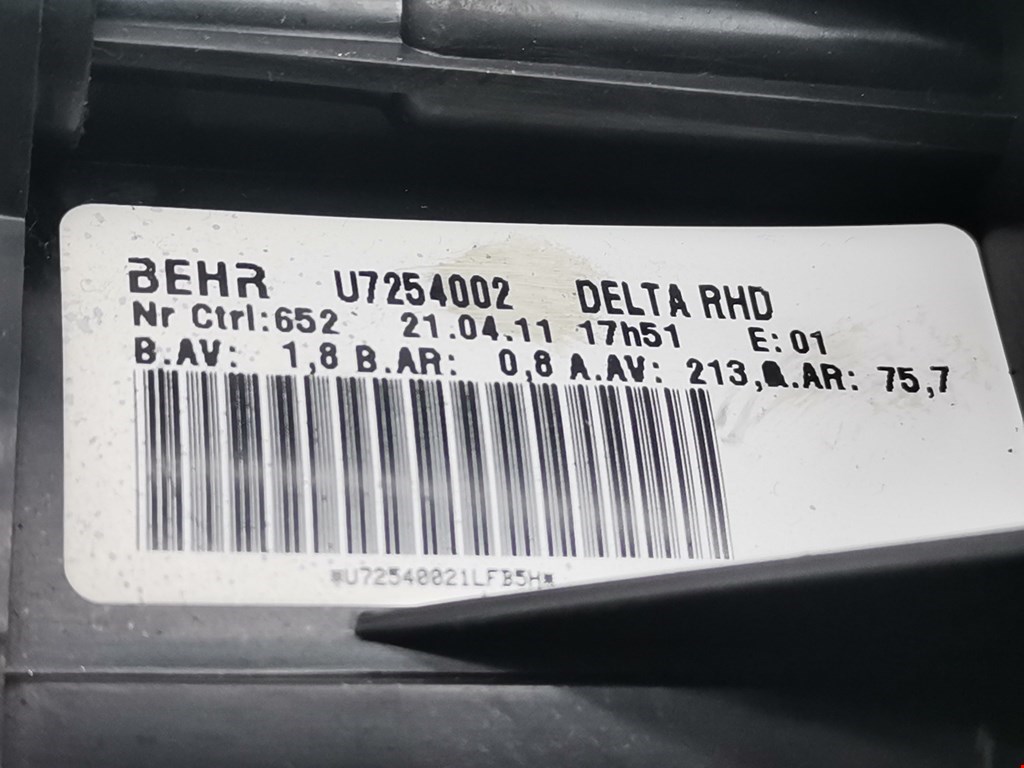 BEHR U7254002 DELTA RHD
Nr Ctrl:652 21.04.11 17h51 E:01
B.AV: 1,8 B.AR: 0,8 A.AV: 213, .AR: 75,7
*U72540021LFB5H*